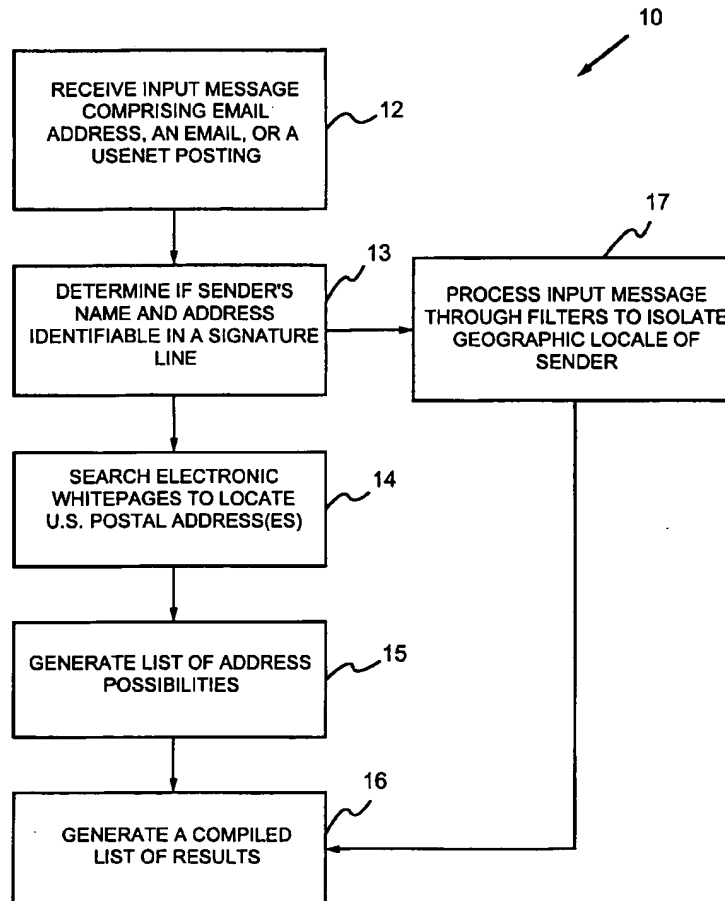 10
RECEIVE INPUT MESSAGE
COMPRISING EMAIL
ADDRESS, AN EMAIL, OR A
USENET POSTING
12
17
13
DETERMINE IF SENDER'S
NAME AND ADDRESS
IDENTIFIABLE IN A SIGNATURE
LINE
PROCESS INPUT MESSAGE
THROUGH FILTERS TO ISOLATE
GEOGRAPHIC LOCALE OF
SENDER
SEARCH ELECTRONIC
WHITEPAGES TO LOCATE
U.S. POSTAL ADDRESS(ES)
14
GENERATE LIST OF ADDRESS
POSSIBILITIES
15
16
GENERATE A COMPILED
LIST OF RESULTS